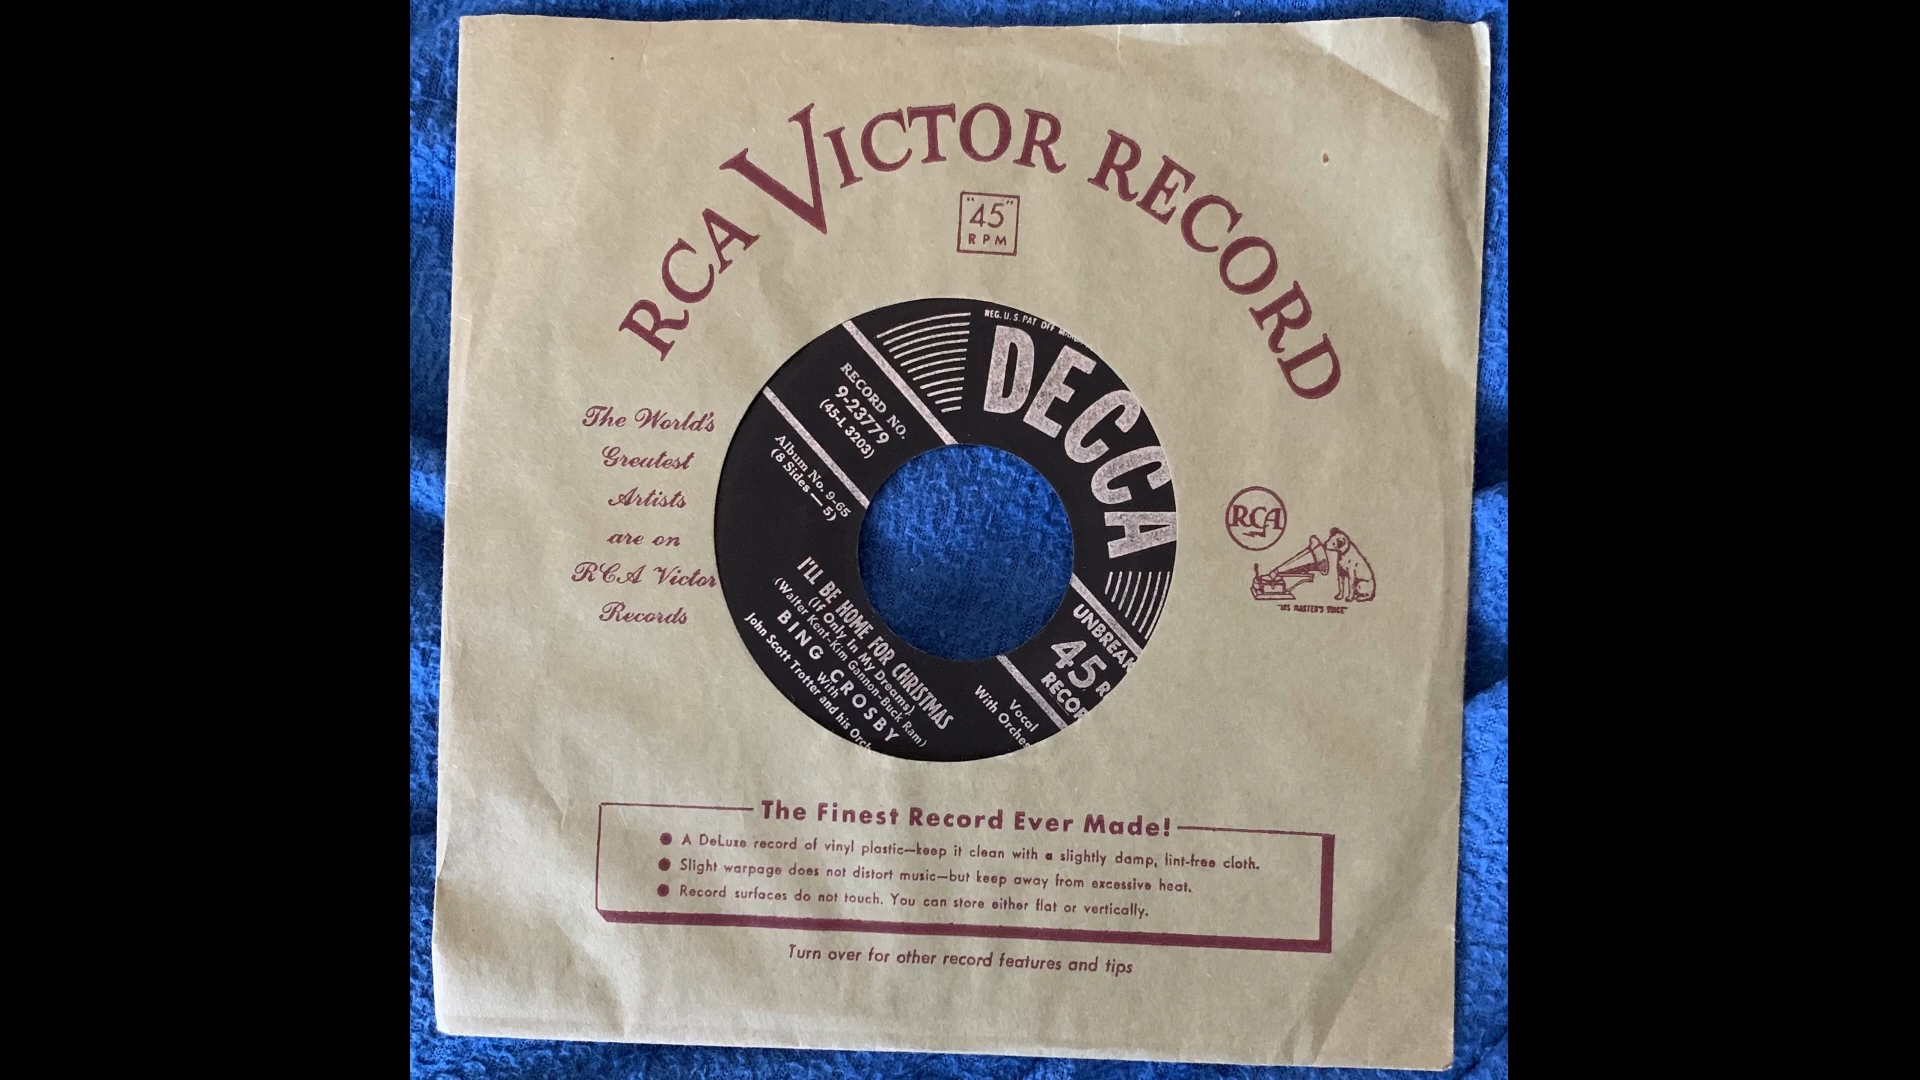 RCA VICTOR RECORD
"45"
RPM
The World's
Greatest
Artists
are on
RCA Victor
Records
REG. U.S. PAT OFF
DECCA
RECORD NO.
9-23779
(45-L 3203)
Album No. 9-65
(8 Sides — 5)
UNBREAK
45 R
RECOR
Vocal
With Orches
I'LL BE HOME FOR CHRISTMAS
(If Only In My Dreams)
(Walter Kent-Kim Gannon-Buck Ram)
BING CROSBY
With
John Scott Trotter and his Orch
RCA
"HIS MASTER'S VOICE"
The Finest Record Ever Made!
● A DeLuxe record of vinyl plastic—keep it clean with a slightly damp, lint-free cloth.
● Slight warpage does not distort music—but keep away from excessive heat.
● Record surfaces do not touch. You can store either flat or vertically.
Turn over for other record features and tips